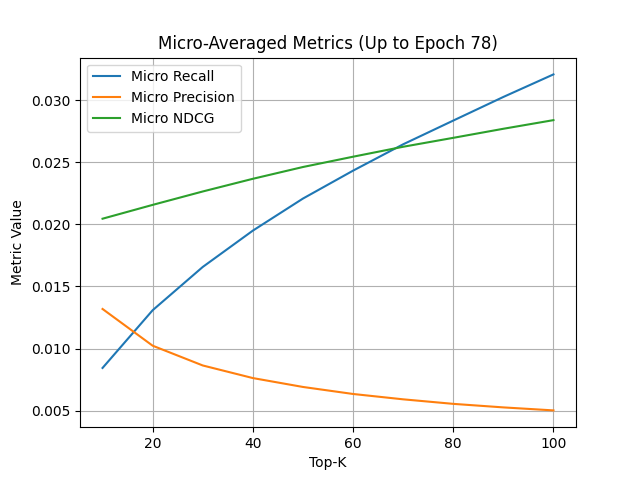 Micro-Averaged Metrics (Up to Epoch 78)
Micro Recall
Micro Precision
Micro NDCG
Metric Value
0.030
0.025
0.020
0.015
0.010
0.005
20 40 60 80 100
Top-K